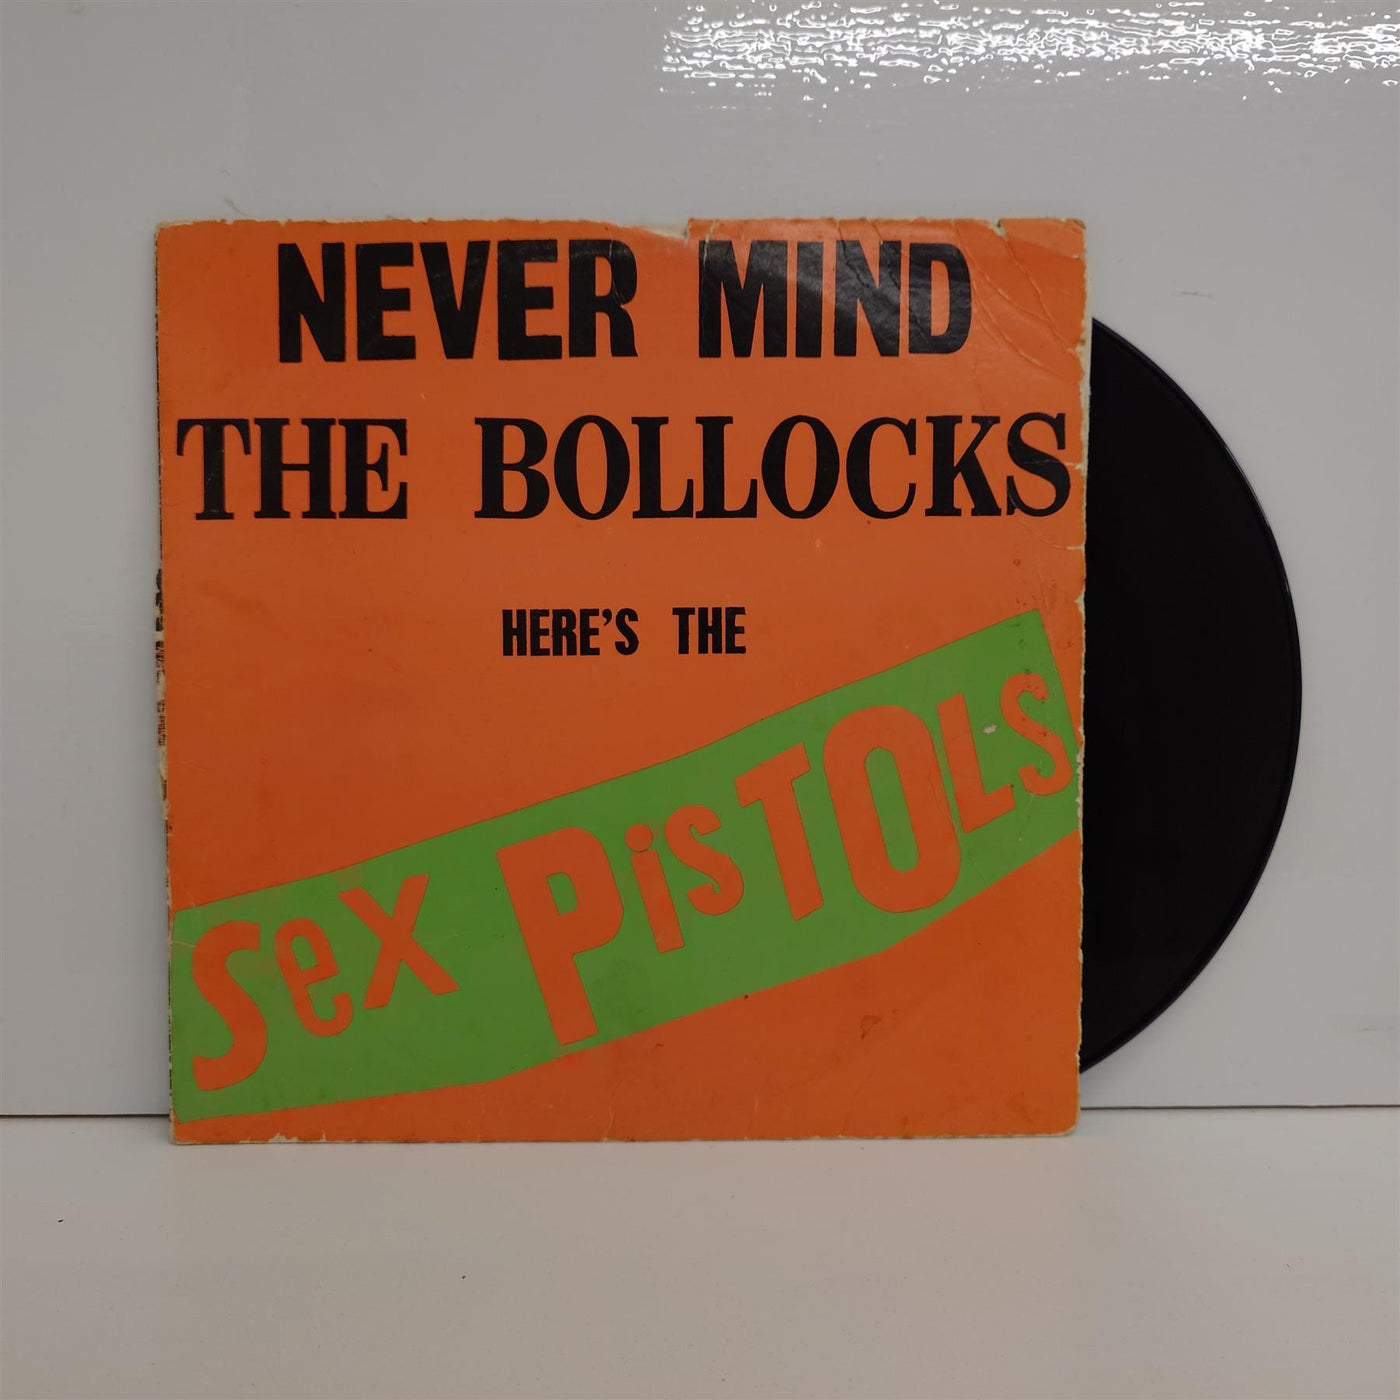 NEVER MIND
THE BOLLOCKS
HERE'S THE
Sex PiSTOLS